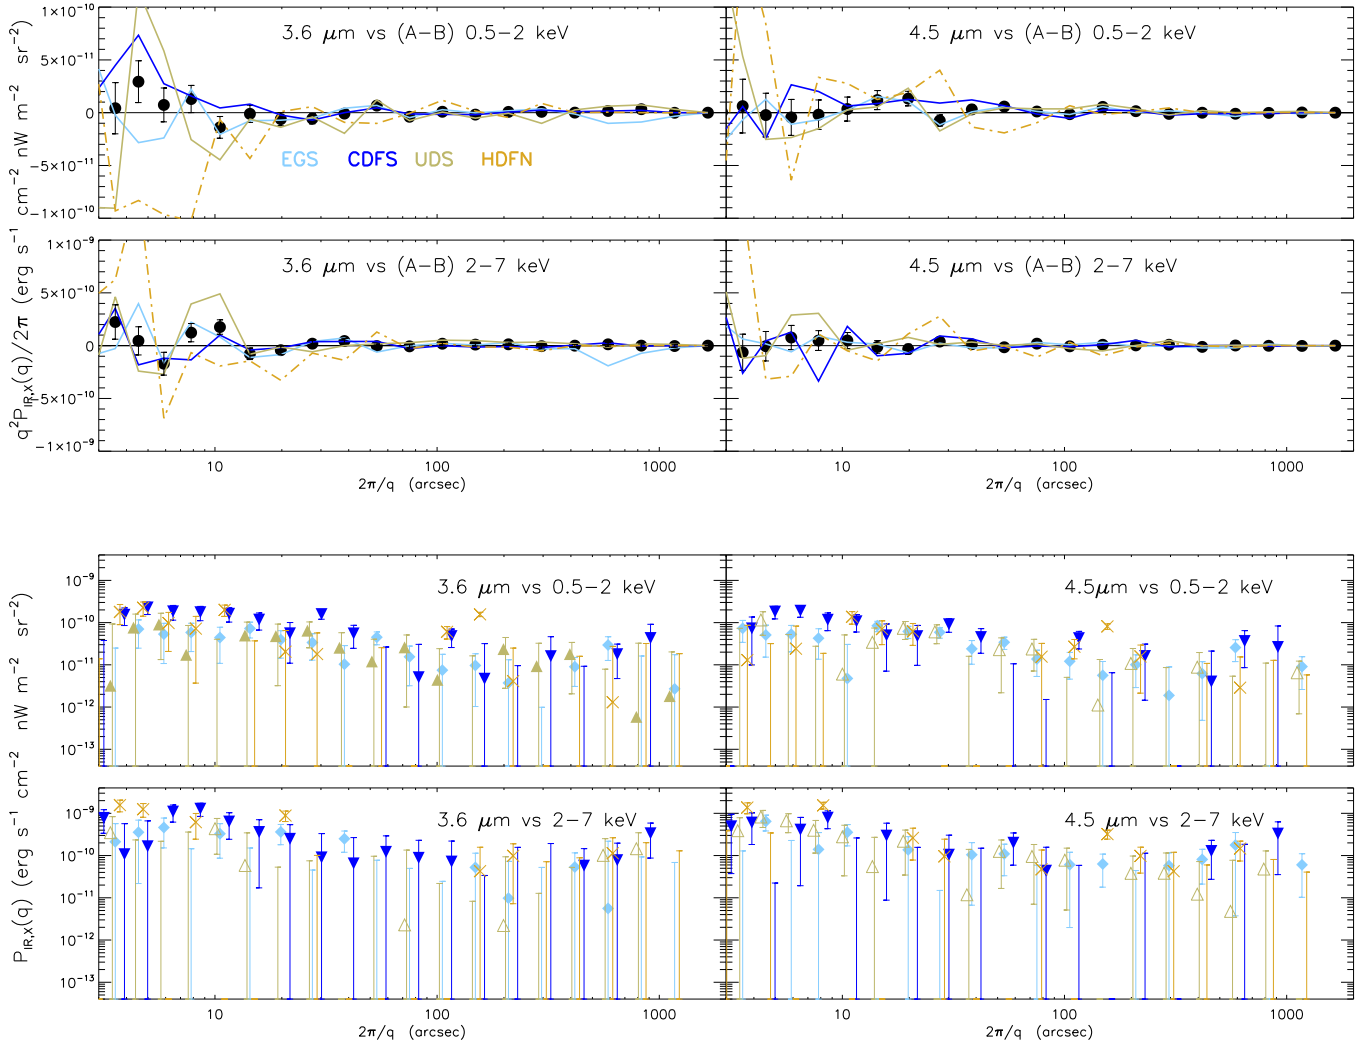 3.6 μm vs (A−B) 0.5−2 keV
4.5 μm vs (A−B) 0.5−2 keV
1×10⁻¹⁰
5×10⁻¹¹
0
−5×10⁻¹¹
−1×10⁻¹⁰
EGS CDFS UDS HDFN
q²P_IR,X(q)/2π (erg s⁻¹ cm⁻² nW m⁻² sr⁻²)
3.6 μm vs (A−B) 2−7 keV
4.5 μm vs (A−B) 2−7 keV
1×10⁻⁹
5×10⁻¹⁰
0
−5×10⁻¹⁰
−1×10⁻⁹
10 100 1000
10 100 1000
2π/q (arcsec)
2π/q (arcsec)
3.6 μm vs 0.5−2 keV
4.5μm vs 0.5−2 keV
10⁻⁹
10⁻¹⁰
10⁻¹¹
10⁻¹²
10⁻¹³
P_IR,X(q) (erg s⁻¹ cm⁻² nW m⁻² sr⁻²)
3.6 μm vs 2−7 keV
4.5 μm vs 2−7 keV
10⁻⁹
10⁻¹⁰
10⁻¹¹
10⁻¹²
10⁻¹³
10 100 1000
10 100 1000
2π/q (arcsec)
2π/q (arcsec)